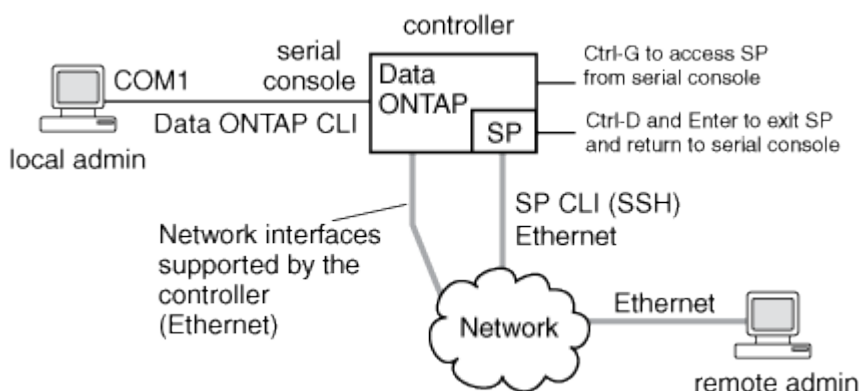 controller
serial
console
COM1
Data ONTAP CLI
local admin
Data
ONTAP
SP
Ctrl-G to access SP
from serial console
Ctrl-D and Enter to exit SP
and return to serial console
Network interfaces
supported by the
controller
(Ethernet)
SP CLI (SSH)
Ethernet
Network
Ethernet
remote admin